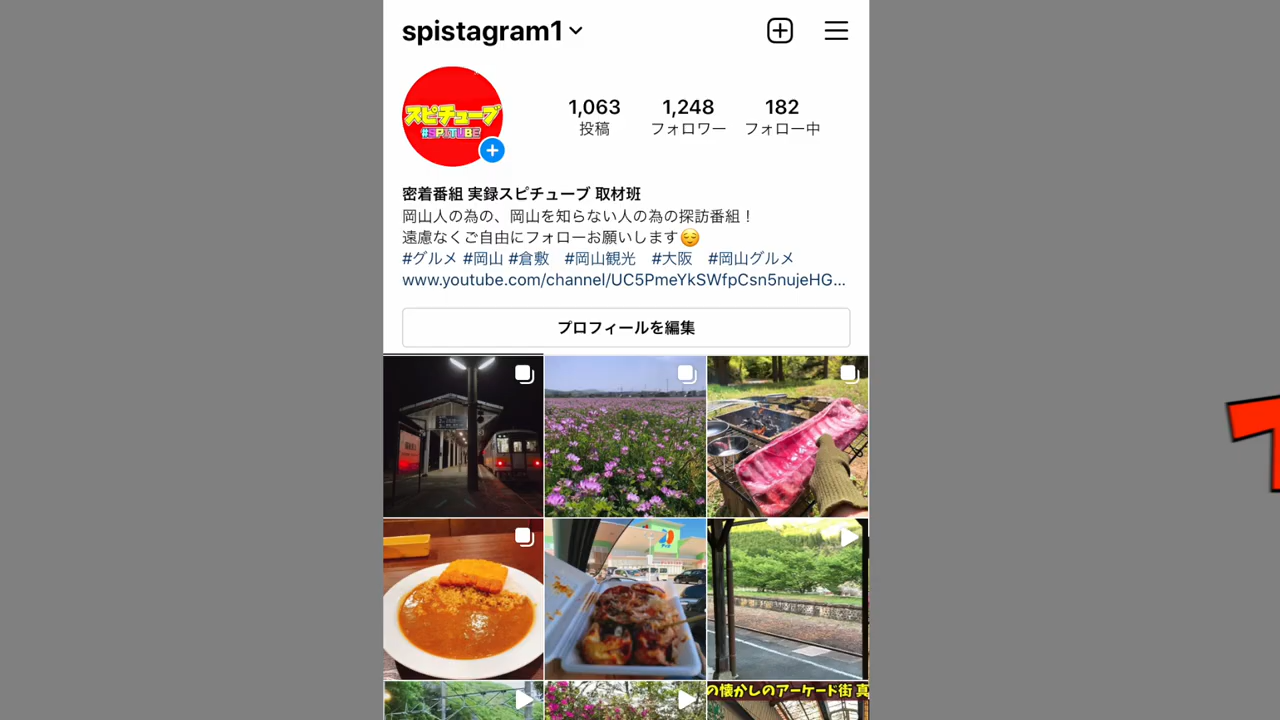 spistagram1
スピチューブ
#SPITUBE
1,063
1,248
182
投稿
フォロワー
フォロー中
密着番組 実録スピチューブ 取材班
岡山人の為の、岡山を知らない人の為の探訪番組！
遠慮なくご自由にフォローお願いします😌
#グルメ #岡山 #倉敷　#岡山観光　#大阪　#岡山グルメ
www.youtube.com/channel/UC5PmeYkSWfpCsn5nujeHG...
プロフィールを編集
の懐かしのアーケード街 真